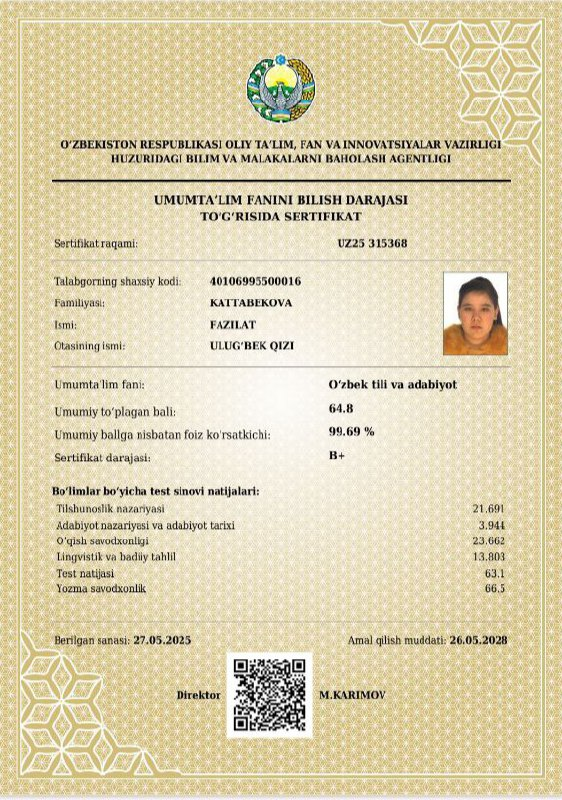 O‘ZBEKISTON RESPUBLIKASI OLIY TA’LIM, FAN VA INNOVATSIYALAR VAZIRLIGI
HUZURIDAGI BILIM VA MALAKALARNI BAHOLASH AGENTLIGI
UMUMTA’LIM FANINI BILISH DARAJASI
TO‘G‘RISIDA SERTIFIKAT
Sertifikat raqami: UZ25 315368
Talabgorning shaxsiy kodi: 40106995500016
Familiyasi: KATTABEKOVA
Ismi: FAZILAT
Otasining ismi: ULUG‘BEK QIZI
Umumta'lim fani: O‘zbek tili va adabiyot
Umumiy to‘plagan bali: 64.8
Umumiy ballga nisbatan foiz ko'rsatkichi: 99.69 %
Sertifikat darajasi: B+
Bo‘limlar bo‘yicha test sinovi natijalari:
Tilshunoslik nazariyasi 21.691
Adabiyot nazariyasi va adabiyot tarixi 3.944
O‘qish savodxonligi 23.662
Lingvistik va badiiy tahlil 13.803
Test natijasi 63.1
Yozma savodxonlik 66.5
Berilgan sanasi: 27.05.2025 Amal qilish muddati: 26.05.2028
Direktor M.KARIMOV